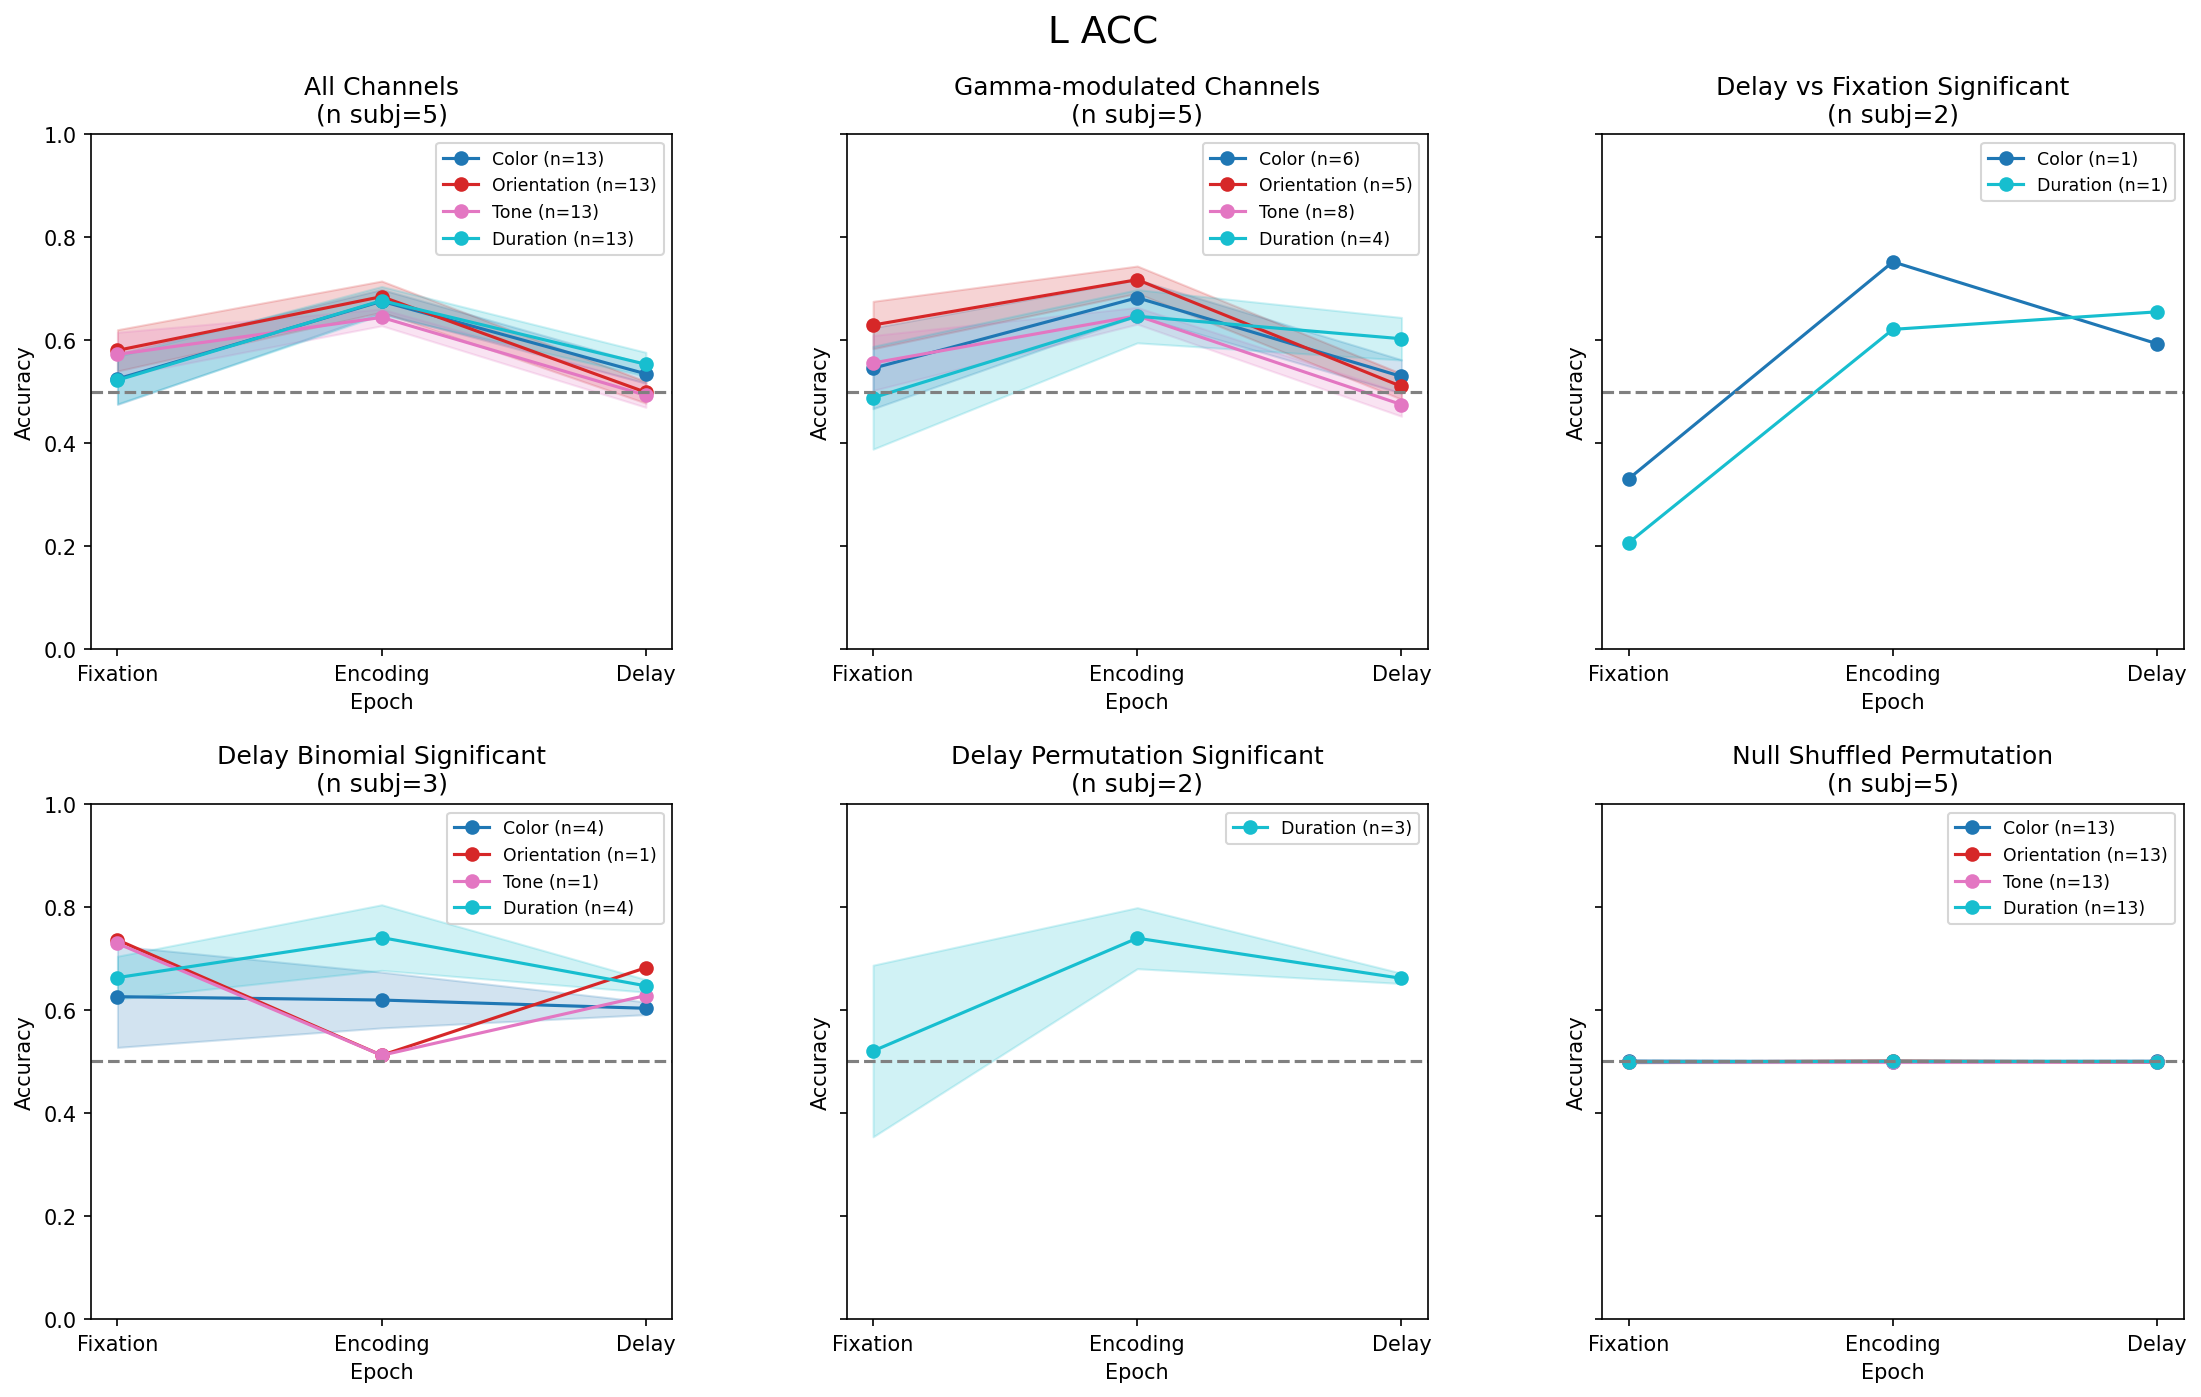 L ACC
All Channels
(n subj=5)
1.0
0.8
0.6
0.4
0.2
0.0
Accuracy
Color (n=13)
Orientation (n=13)
Tone (n=13)
Duration (n=13)
Fixation Encoding Delay
Epoch
Gamma-modulated Channels
(n subj=5)
Accuracy
Color (n=6)
Orientation (n=5)
Tone (n=8)
Duration (n=4)
Fixation Encoding Delay
Epoch
Delay vs Fixation Significant
(n subj=2)
Accuracy
Color (n=1)
Duration (n=1)
Fixation Encoding Delay
Epoch
Delay Binomial Significant
(n subj=3)
1.0
0.8
0.6
0.4
0.2
0.0
Accuracy
Color (n=4)
Orientation (n=1)
Tone (n=1)
Duration (n=4)
Fixation Encoding Delay
Epoch
Delay Permutation Significant
(n subj=2)
Accuracy
Duration (n=3)
Fixation Encoding Delay
Epoch
Null Shuffled Permutation
(n subj=5)
Accuracy
Color (n=13)
Orientation (n=13)
Tone (n=13)
Duration (n=13)
Fixation Encoding Delay
Epoch